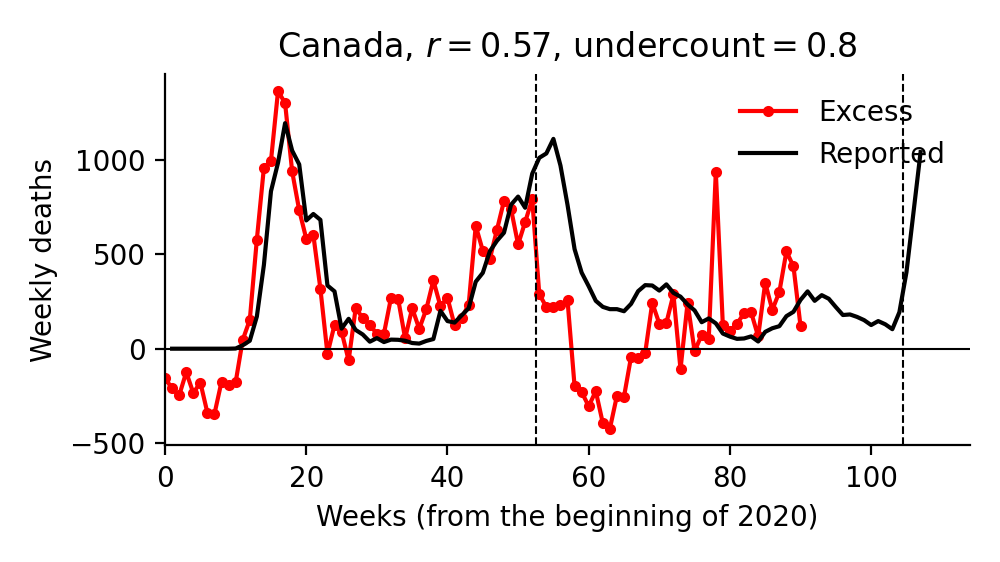 Canada, r = 0.57, undercount = 0.8
Excess
Reported
Weekly deaths
1000
500
0
−500
0 20 40 60 80 100
Weeks (from the beginning of 2020)